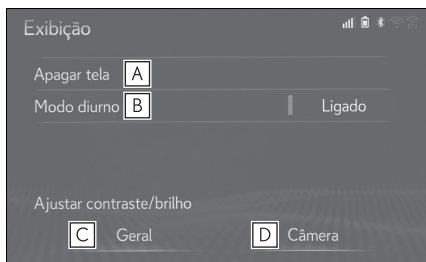 Exibição
Apagar tela A
Modo diurno B Ligado
Ajustar contraste/brilho
C Geral D Câmera